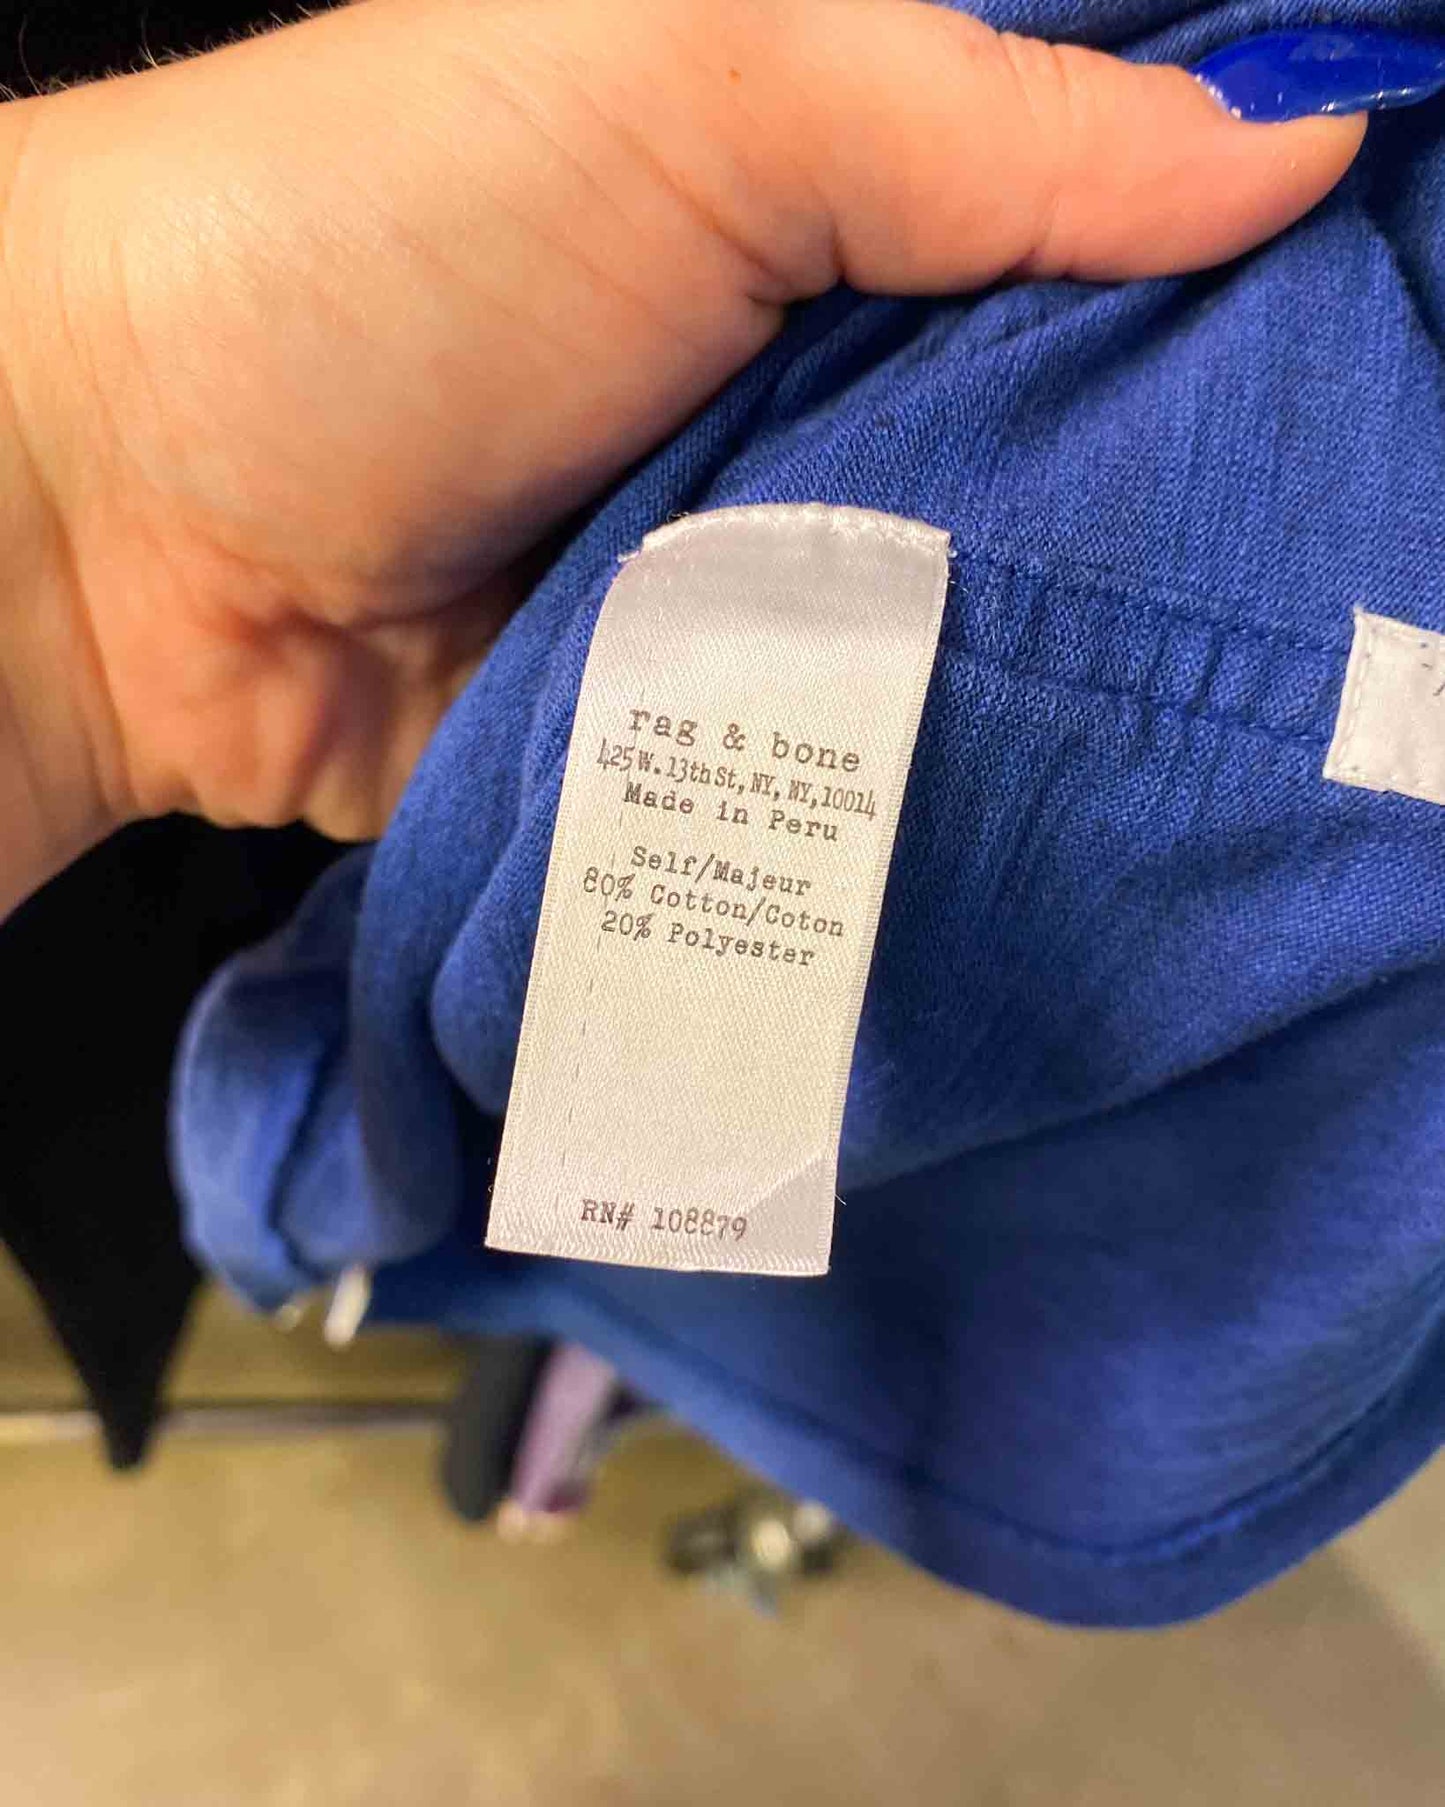 rag & bone
425 W. 13th St, NY, NY, 10014
Made in Peru
Self/Majeur
80% Cotton/Coton
20% Polyester
RN# 108879